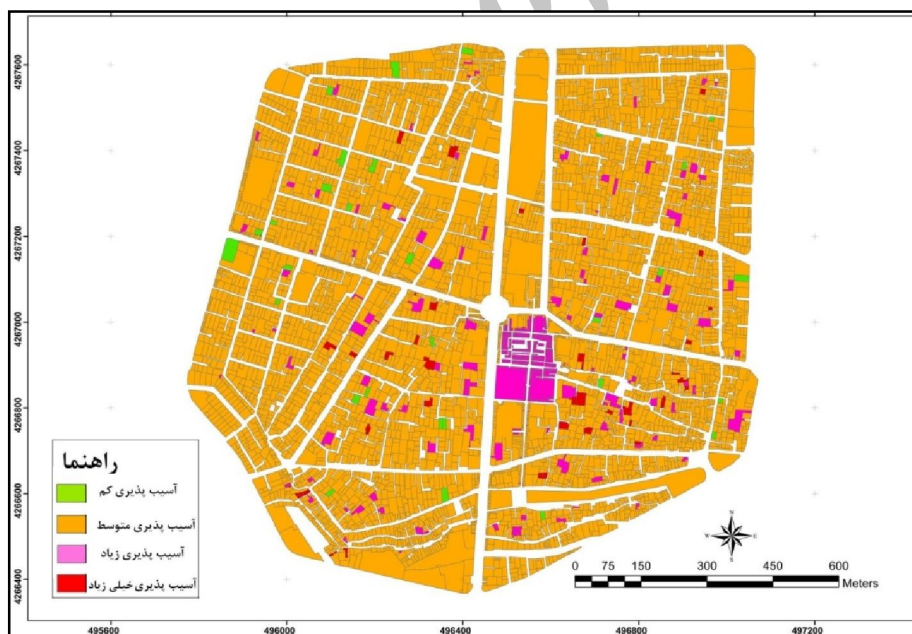 4267600
4267400
4267200
4267000
4266800
4266600
4266400
راهنما
آسیب پذیری کم
آسیب پذیری متوسط
آسیب پذیری زیاد
آسیب پذیری خیلی زیاد
N
W E
S
0 75 150 300 450 600
Meters
495600 496000 496400 496800 497200